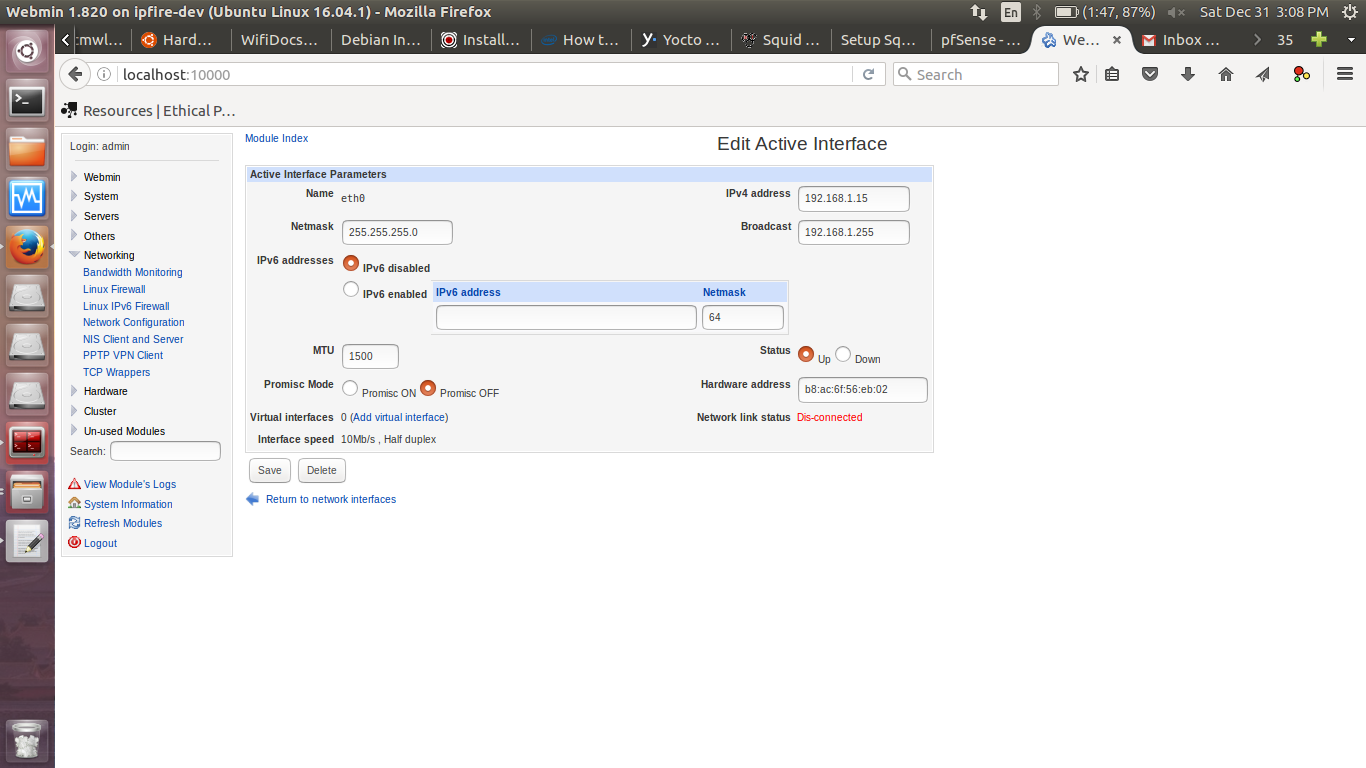 Webmin 1.820 on ipfire-dev (Ubuntu Linux 16.04.1) - Mozilla Firefox
En (1:47, 87%) Sat Dec 31 3:08 PM
:mwl... Hard... WifiDocs... Debian In... Install... How t... Yocto ... Squid ... Setup Sq... pfSense - ... We... Inbox ... 35
localhost:10000 Search
Resources | Ethical P...
Login: admin
Webmin
System
Servers
Others
Networking
Bandwidth Monitoring
Linux Firewall
Linux IPv6 Firewall
Network Configuration
NIS Client and Server
PPTP VPN Client
TCP Wrappers
Hardware
Cluster
Un-used Modules
Search:
View Module's Logs
System Information
Refresh Modules
Logout
Module Index
Edit Active Interface
Active Interface Parameters
Name eth0 IPv4 address 192.168.1.15
Netmask 255.255.255.0 Broadcast 192.168.1.255
IPv6 addresses IPv6 disabled
IPv6 enabled IPv6 address Netmask
64
MTU 1500 Status Up Down
Promisc Mode Promisc ON Promisc OFF Hardware address b8:ac:6f:56:eb:02
Virtual interfaces 0 (Add virtual interface) Network link status Dis-connected
Interface speed 10Mb/s , Half duplex
Save Delete
Return to network interfaces